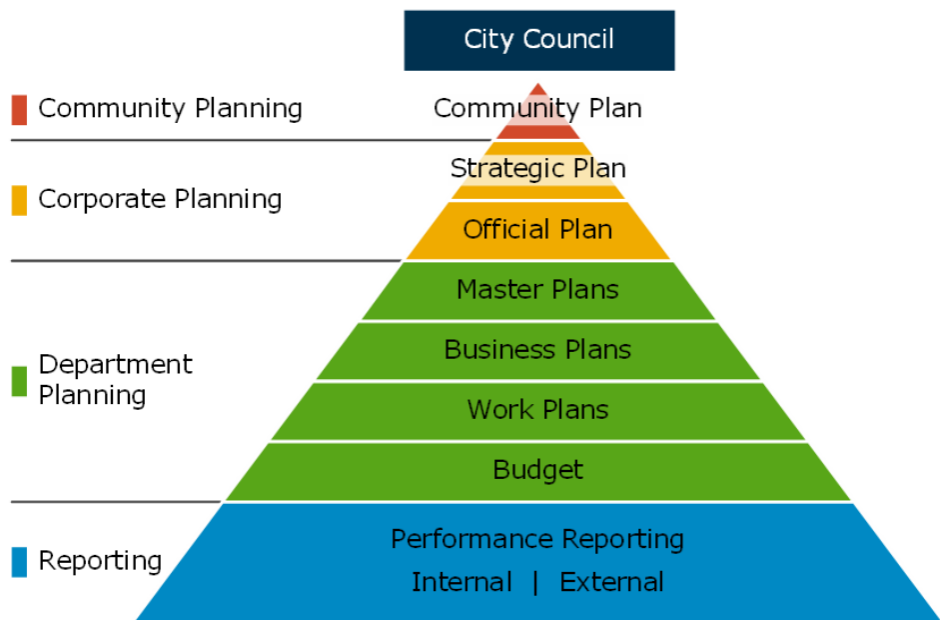 City Council
Community Planning
Community Plan
Strategic Plan
Corporate Planning
Official Plan
Master Plans
Business Plans
Department
Planning
Work Plans
Budget
Performance Reporting
Reporting
Internal | External